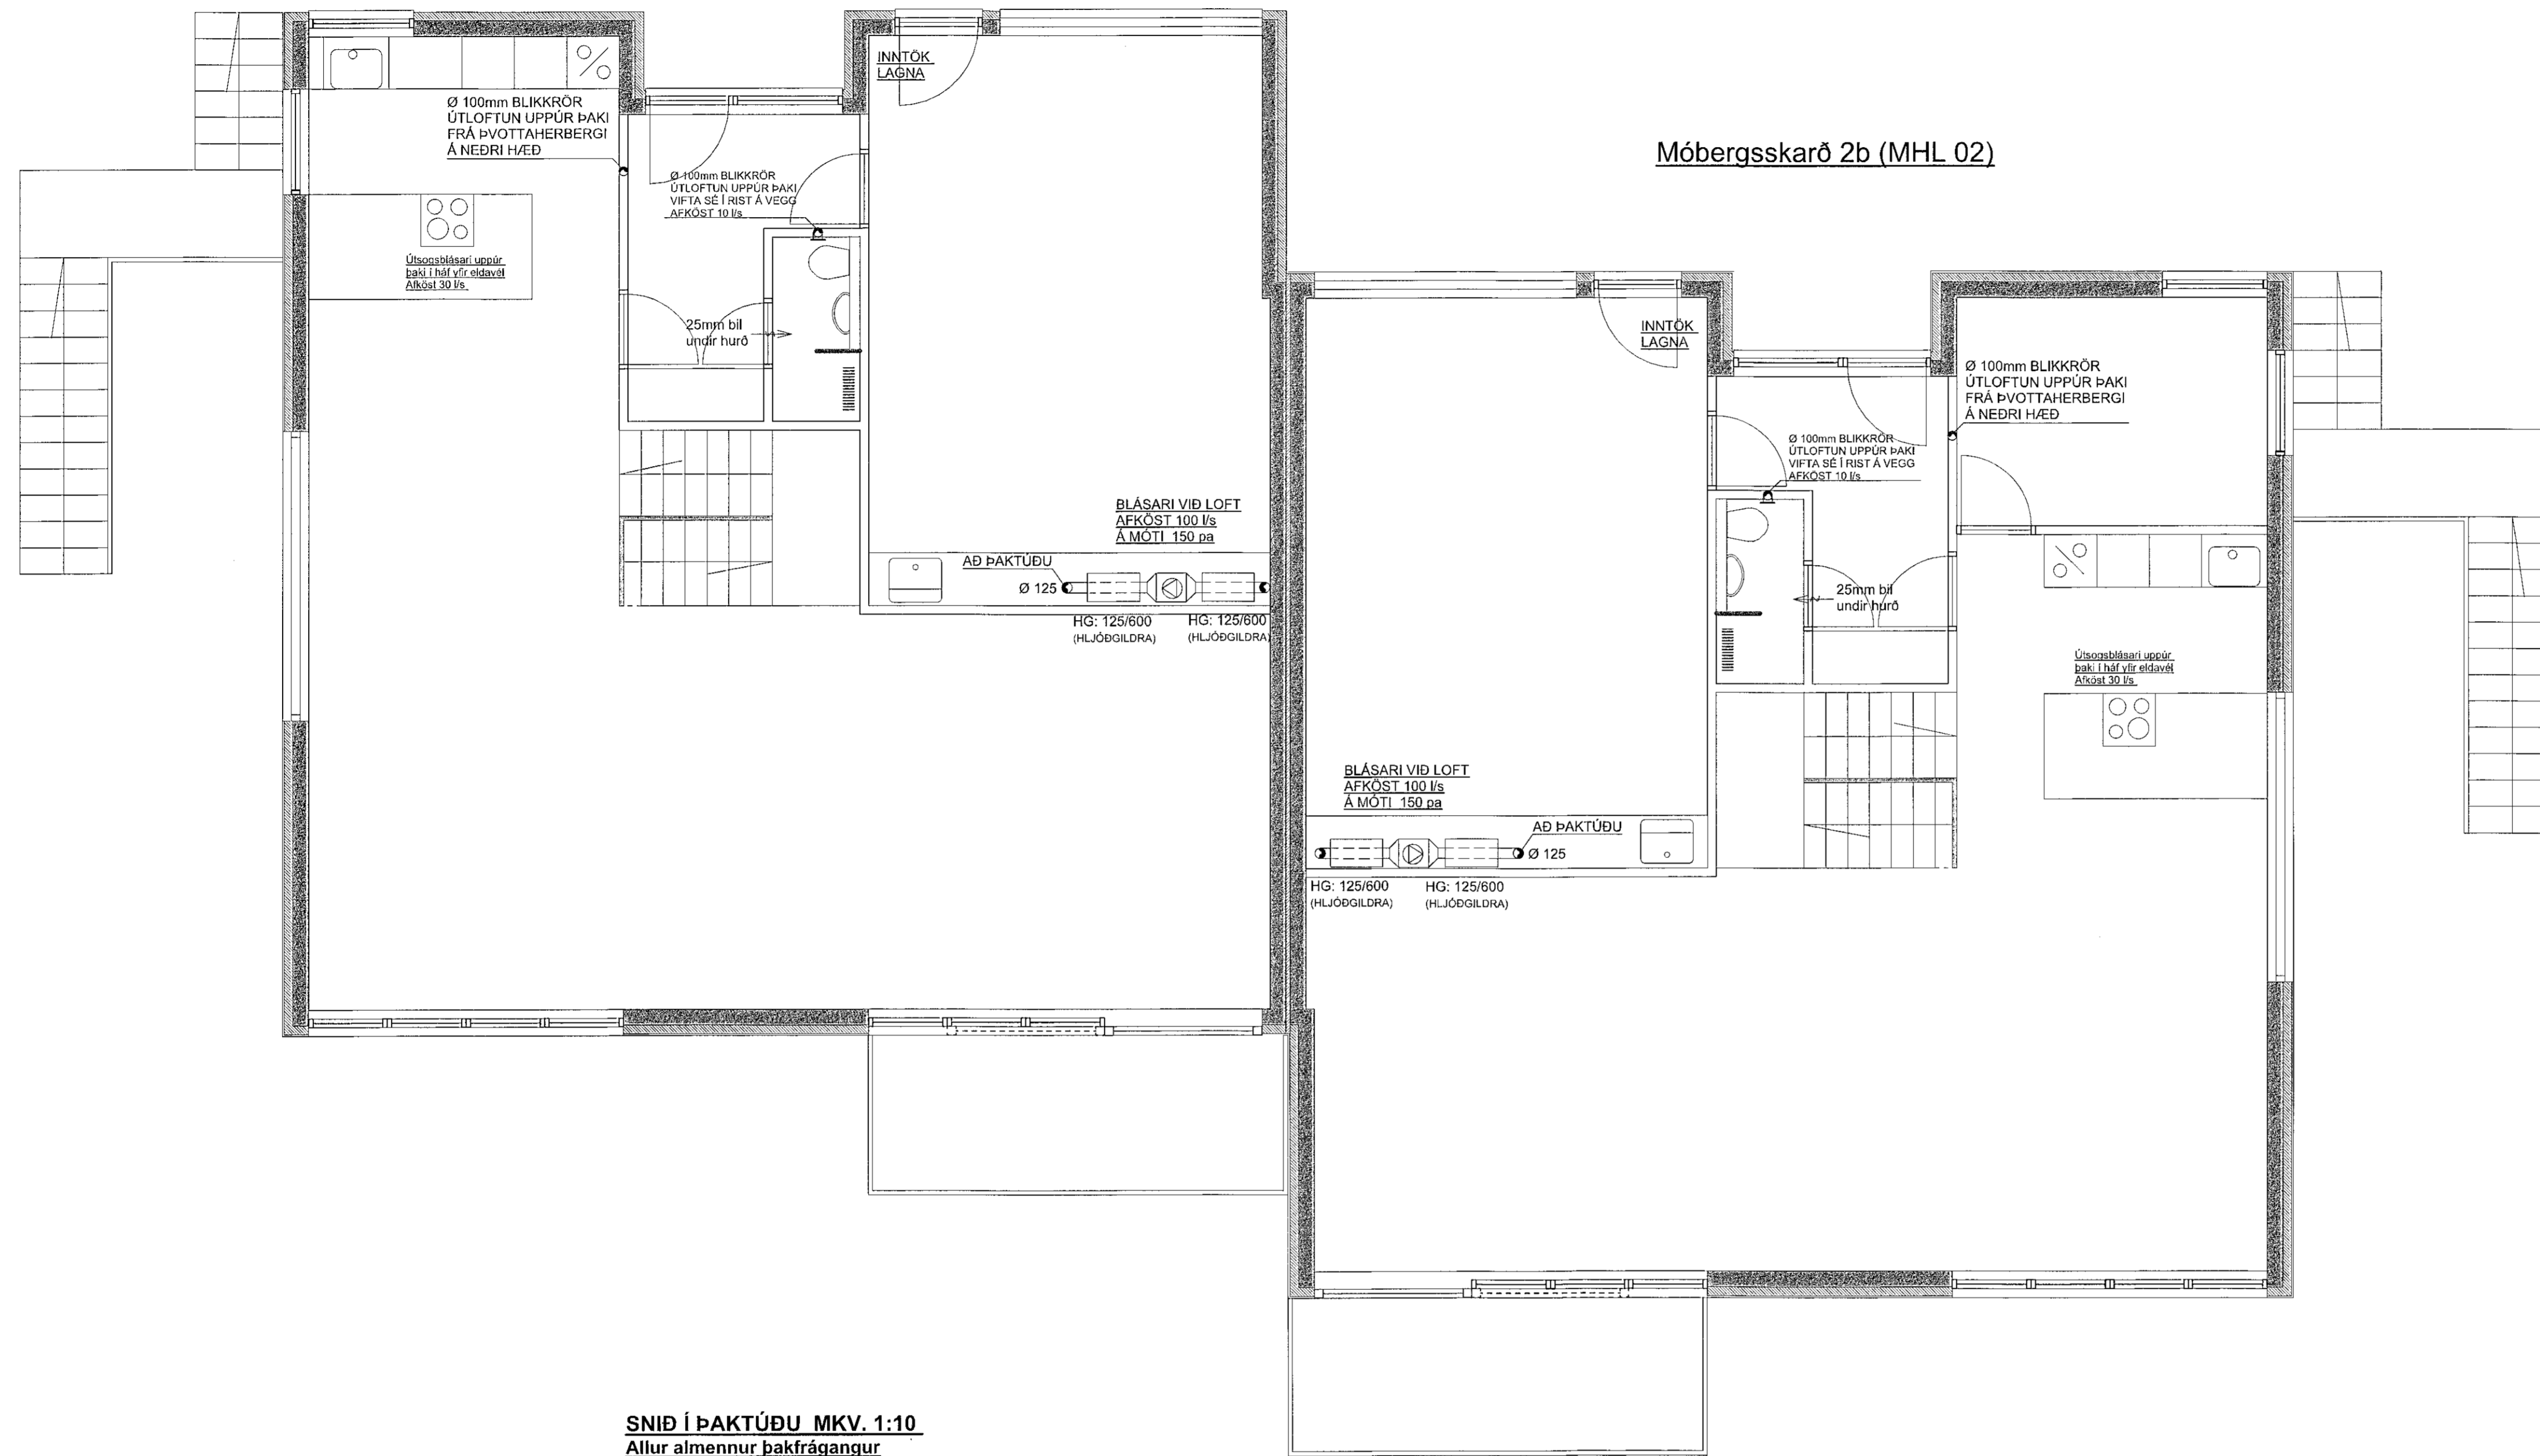 INNTÖK
LAGNA
Ø 100mm BLIKKRÖR
ÚTLOFTUN UPPÚR ÞAKI
FRÁ ÞVOTTAHERBERGI
Á NEÐRI HÆÐ
Ø 100mm BLIKKRÖR
ÚTLOFTUN UPPÚR ÞAKI
VIFTA SÉ Í RIST Á VEGG
AFKÖST 10 l/s
Útsogsblásari uppúr
þaki í háf yfir eldavél
Afköst 30 l/s
25mm bil
undir hurð
BLÁSARI VIÐ LOFT
AFKÖST 100 l/s
Á MÓTI 150 pa
AÐ ÞAKTÚÐU
Ø 125
HG: 125/600
(HLJÓÐGILDRA)
HG: 125/600
(HLJÓÐGILDRA)
Móbergsskarð 2b (MHL 02)
INNTÖK
LAGNA
Ø 100mm BLIKKRÖR
ÚTLOFTUN UPPÚR ÞAKI
FRÁ ÞVOTTAHERBERGI
Á NEÐRI HÆÐ
Ø 100mm BLIKKRÖR
ÚTLOFTUN UPPÚR ÞAKI
VIFTA SÉ Í RIST Á VEGG
AFKÖST 10 l/s
25mm bil
undir hurð
Útsogsblásari uppúr
þaki í háf yfir eldavél
Afköst 30 l/s
BLÁSARI VIÐ LOFT
AFKÖST 100 l/s
Á MÓTI 150 pa
AÐ ÞAKTÚÐU
Ø 125
HG: 125/600
(HLJÓÐGILDRA)
HG: 125/600
(HLJÓÐGILDRA)
SNIÐ Í ÞAKTÚÐU MKV. 1:10
Allur almennur þakfrágangur